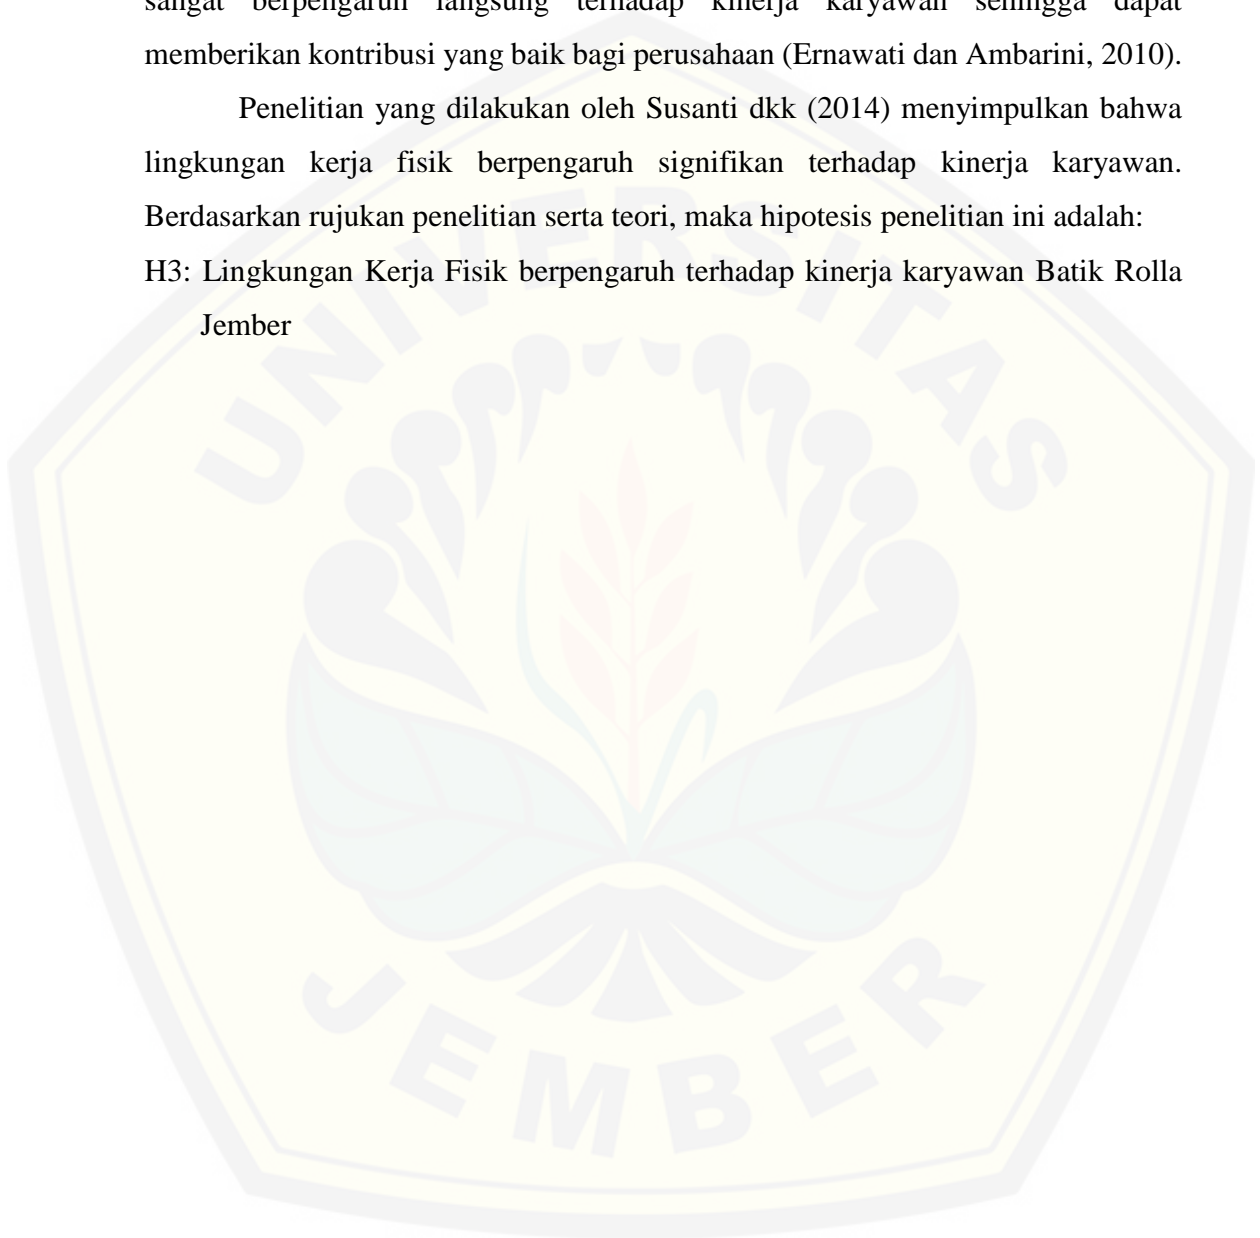 sangat berpengaruh langsung terhadap kinerja karyawan sehingga dapat
memberikan kontribusi yang baik bagi perusahaan (Ernawati dan Ambarini, 2010).
Penelitian yang dilakukan oleh Susanti dkk (2014) menyimpulkan bahwa
lingkungan kerja fisik berpengaruh signifikan terhadap kinerja karyawan.
Berdasarkan rujukan penelitian serta teori, maka hipotesis penelitian ini adalah:
H3: Lingkungan Kerja Fisik berpengaruh terhadap kinerja karyawan Batik Rolla
Jember
UNIVERSITAS
JEMBER